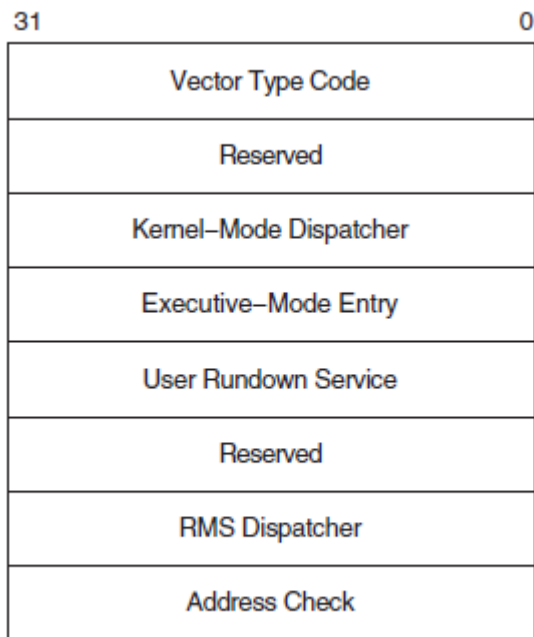 31 0
Vector Type Code
Reserved
Kernel–Mode Dispatcher
Executive–Mode Entry
User Rundown Service
Reserved
RMS Dispatcher
Address Check